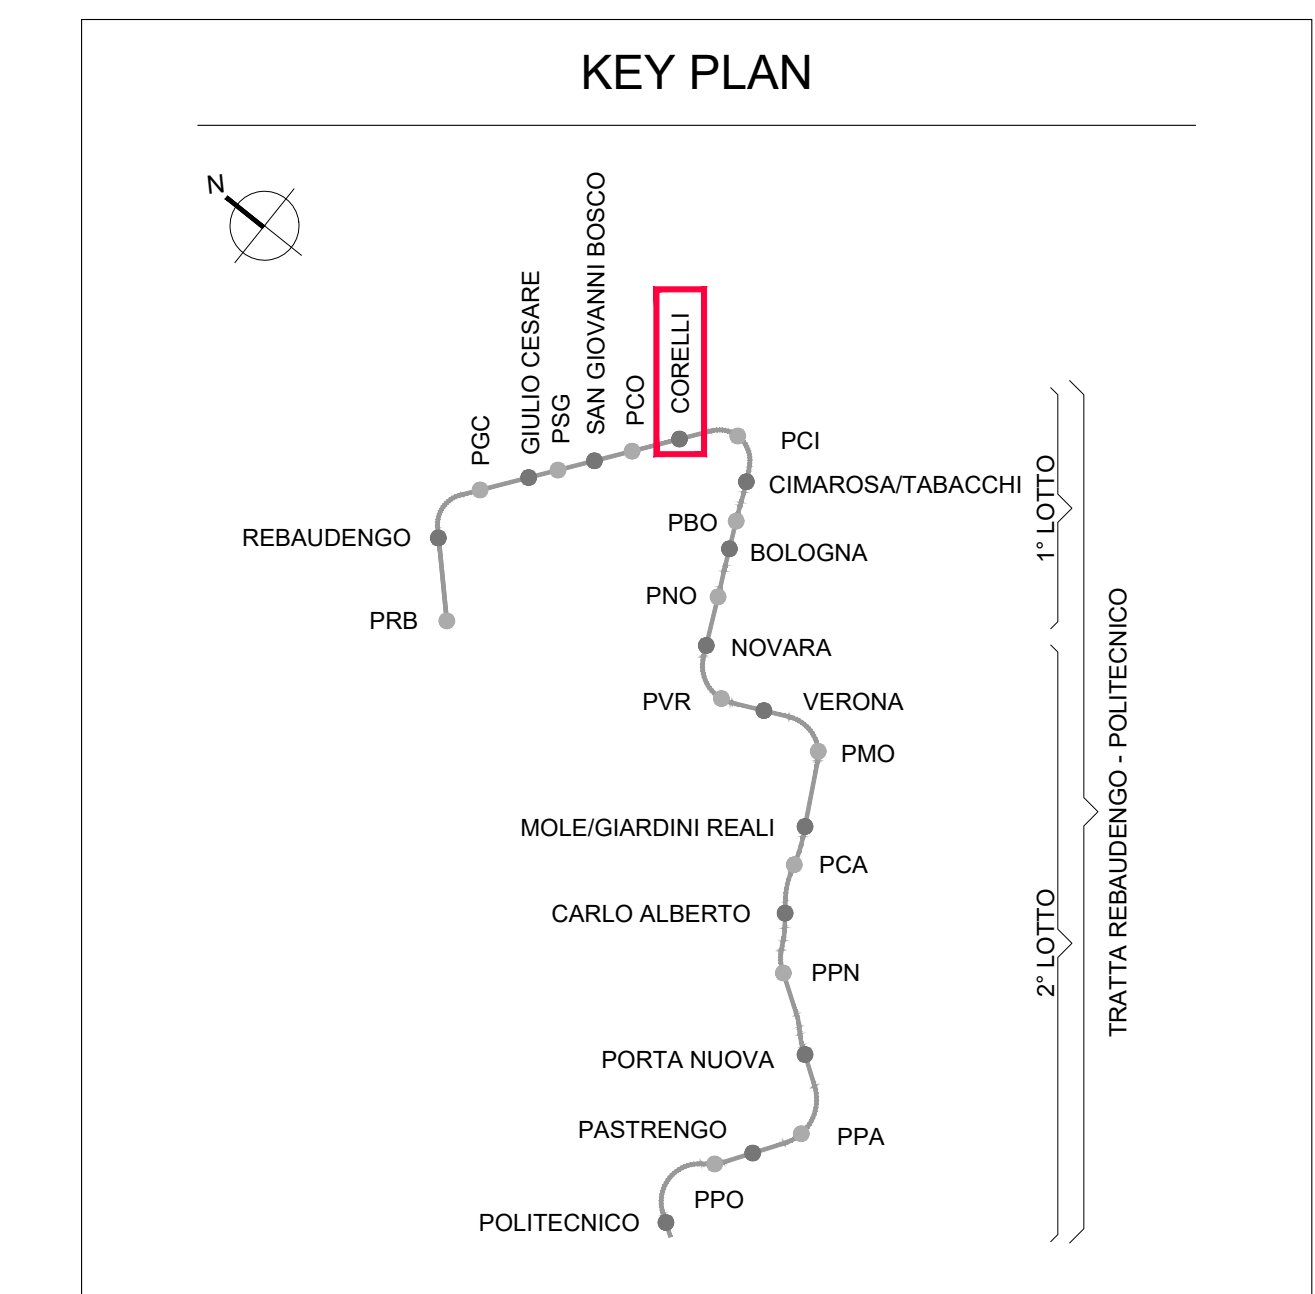 KEY PLAN
N
PGC
GIULIO CESARE
PSG
SAN GIOVANNI BOSCO
PCO
CORELLI
PCI
CIMAROSA/TABACCHI
PBO
BOLOGNA
REBAUDENGO
PNO
PRB
NOVARA
PVR
VERONA
PMO
MOLE/GIARDINI REALI
PCA
CARLO ALBERTO
PPN
PORTA NUOVA
PASTRENGO
PPA
PPO
POLITECNICO
1° LOTTO
2° LOTTO
TRATTA REBAUDENGO - POLITECNICO